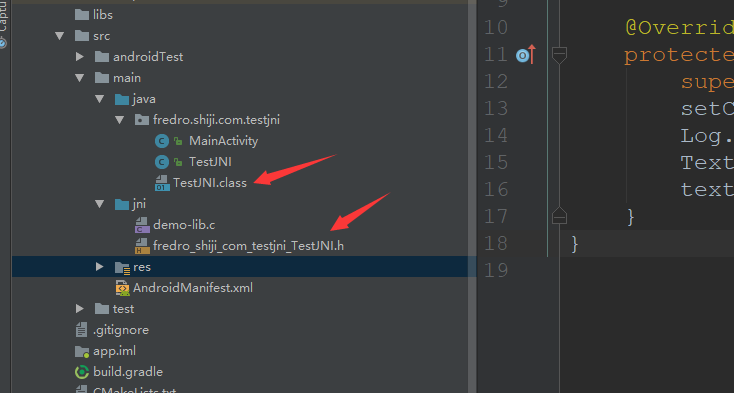 Captu
libs
src
androidTest
main
java
fredro.shiji.com.testjni
MainActivity
TestJNI
TestJNI.class
jni
demo-lib.c
fredro_shiji_com_testjni_TestJNI.h
res
AndroidManifest.xml
test
.gitignore
app.iml
build.gradle
CMakeLists.txt
9
10 @Overrid
11 protecte
12 supe
13 setC
14 Log.
15 Text
16 text
17 }
18 }
19